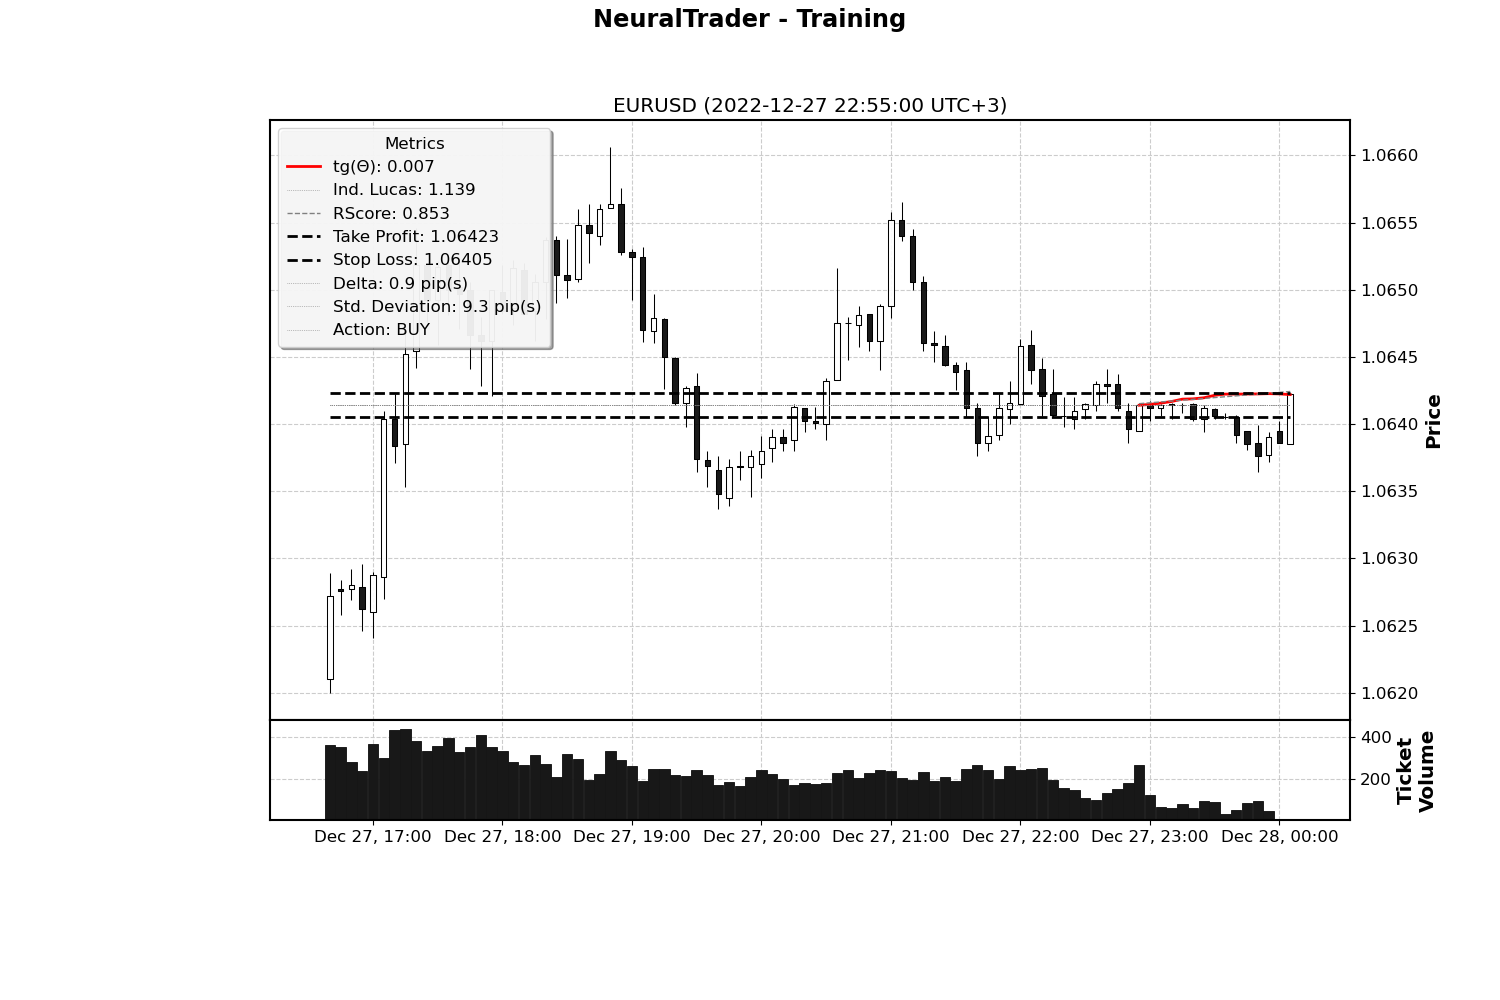 NeuralTrader - Training
EURUSD (2022-12-27 22:55:00 UTC+3)
Metrics
tg(Θ): 0.007
Ind. Lucas: 1.139
RScore: 0.853
Take Profit: 1.06423
Stop Loss: 1.06405
Delta: 0.9 pip(s)
Std. Deviation: 9.3 pip(s)
Action: BUY
1.0660
1.0655
1.0650
1.0645
1.0640
1.0635
1.0630
1.0625
1.0620
Price
400
200
Ticket
Volume
Dec 27, 17:00
Dec 27, 18:00
Dec 27, 19:00
Dec 27, 20:00
Dec 27, 21:00
Dec 27, 22:00
Dec 27, 23:00
Dec 28, 00:00